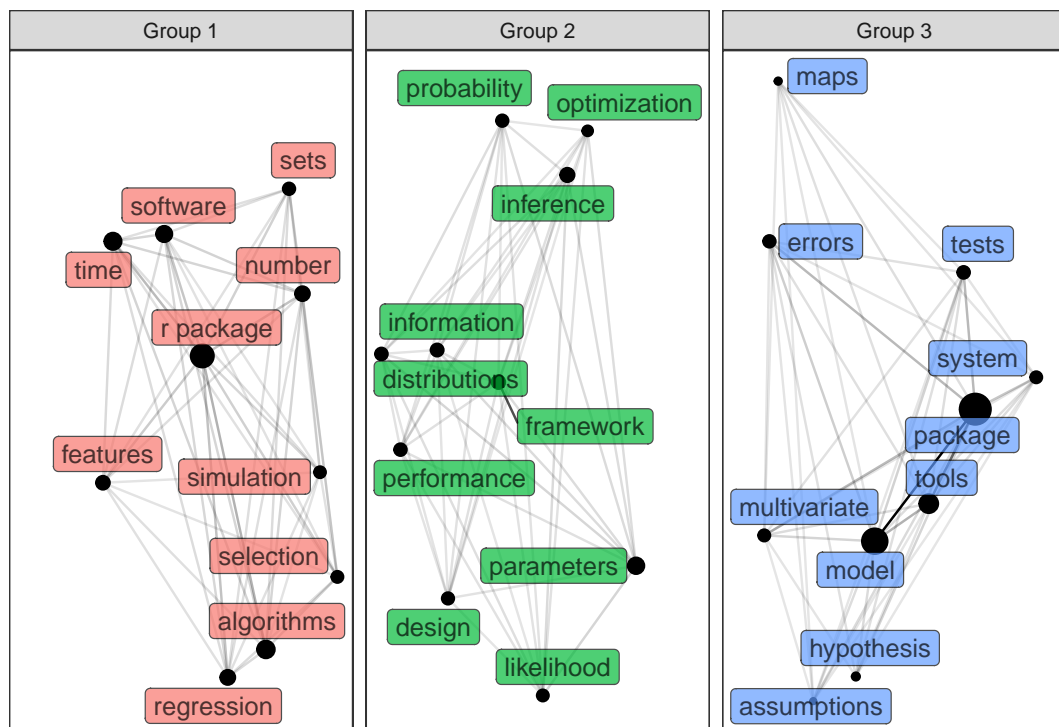 Group 1
sets
software
time
number
r package
features
simulation
selection
algorithms
regression
Group 2
probability
optimization
inference
information
distributions
framework
performance
parameters
design
likelihood
Group 3
maps
errors
tests
system
package
tools
multivariate
model
hypothesis
assumptions